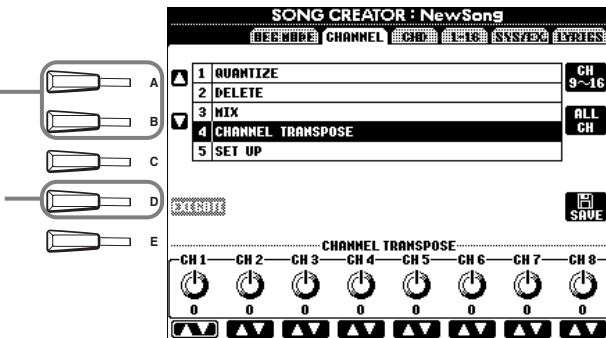 SONG CREATOR : NewSong
REC MODE CHANNEL CHD 1-16 SYS/EX. LYRICS
A
B
C
D
E
1 QUANTIZE
2 DELETE
3 MIX
4 CHANNEL TRANSPOSE
5 SET UP
CH
9~16
ALL
CH
SAVE
CHANNEL TRANSPOSE
CH 1 CH 2 CH 3 CH 4 CH 5 CH 6 CH 7 CH 8
0 0 0 0 0 0 0 0